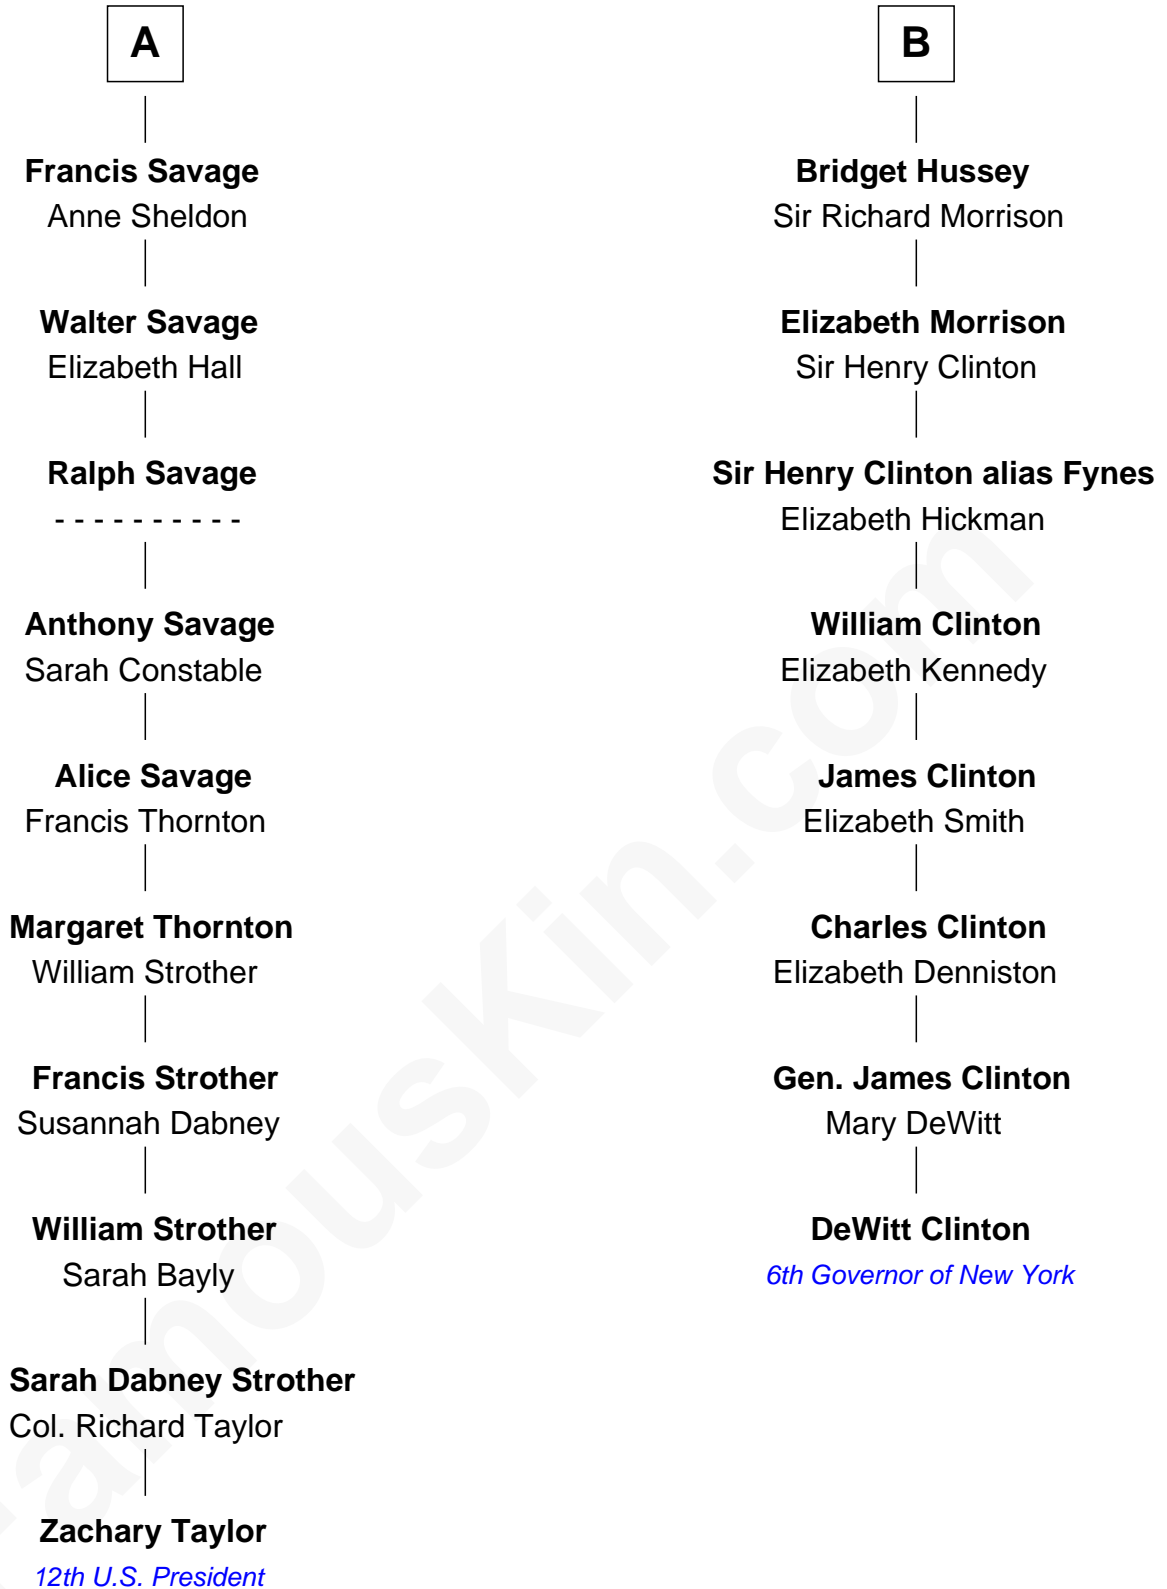 A
Francis Savage
Anne Sheldon
Walter Savage
Elizabeth Hall
Ralph Savage
- - - - - - - - - -
Anthony Savage
Sarah Constable
Alice Savage
Francis Thornton
Margaret Thornton
William Strother
Francis Strother
Susannah Dabney
William Strother
Sarah Bayly
Sarah Dabney Strother
Col. Richard Taylor
Zachary Taylor
12th U.S. President
B
Bridget Hussey
Sir Richard Morrison
Elizabeth Morrison
Sir Henry Clinton
Sir Henry Clinton alias Fynes
Elizabeth Hickman
William Clinton
Elizabeth Kennedy
James Clinton
Elizabeth Smith
Charles Clinton
Elizabeth Denniston
Gen. James Clinton
Mary DeWitt
DeWitt Clinton
6th Governor of New York
amousKin.com